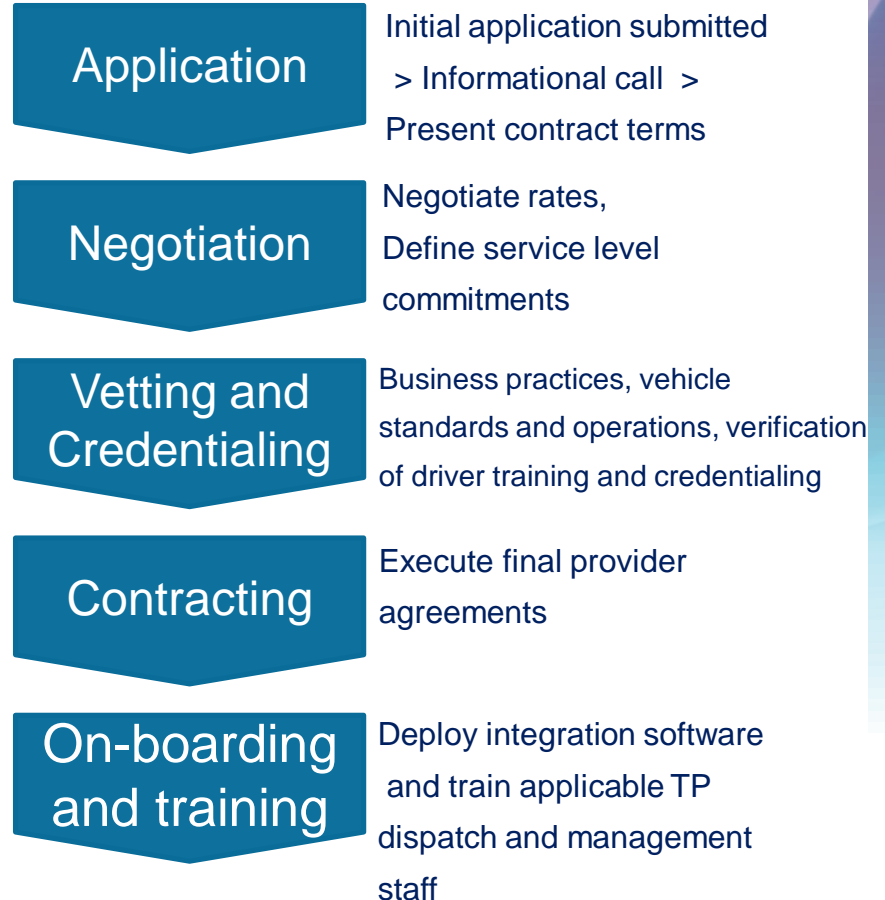 Application
Initial application submitted
> Informational call >
Present contract terms
Negotiation
Negotiate rates,
Define service level
commitments
Vetting and
Credentialing
Business practices, vehicle
standards and operations, verification
of driver training and credentialing
Contracting
Execute final provider
agreements
On-boarding
and training
Deploy integration software
and train applicable TP
dispatch and management
staff